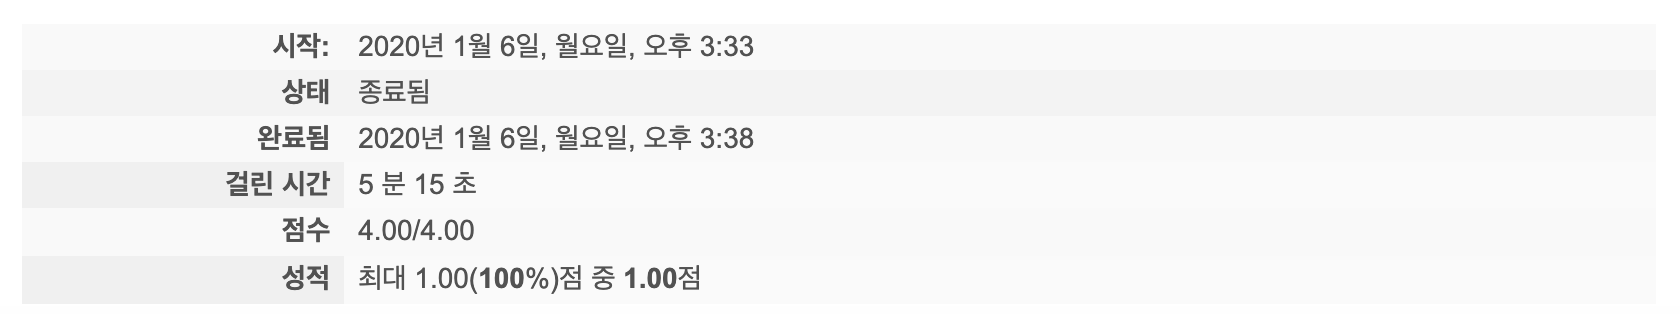 시작: 2020년 1월 6일, 월요일, 오후 3:33
상태 종료됨
완료됨 2020년 1월 6일, 월요일, 오후 3:38
걸린 시간 5 분 15 초
점수 4.00/4.00
성적 최대 1.00(100%)점 중 1.00점